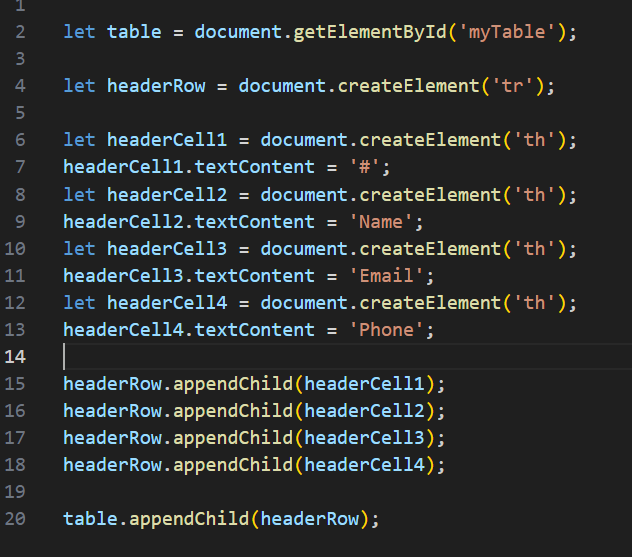 1
2 let table = document.getElementById('myTable');
3
4 let headerRow = document.createElement('tr');
5
6 let headerCell1 = document.createElement('th');
7 headerCell1.textContent = '#';
8 let headerCell2 = document.createElement('th');
9 headerCell2.textContent = 'Name';
10 let headerCell3 = document.createElement('th');
11 headerCell3.textContent = 'Email';
12 let headerCell4 = document.createElement('th');
13 headerCell4.textContent = 'Phone';
14
15 headerRow.appendChild(headerCell1);
16 headerRow.appendChild(headerCell2);
17 headerRow.appendChild(headerCell3);
18 headerRow.appendChild(headerCell4);
19
20 table.appendChild(headerRow);